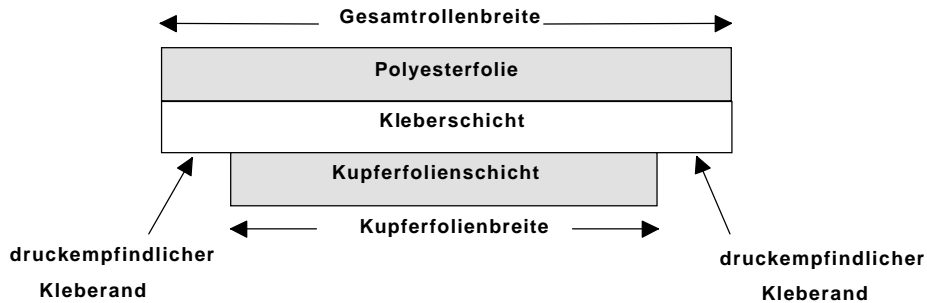 Gesamtrollenbreite
Polyesterfolie
Kleberschicht
Kupferfolienschicht
Kupferfolienbreite
druckempfindlicher
Kleberand
druckempfindlicher
Kleberand